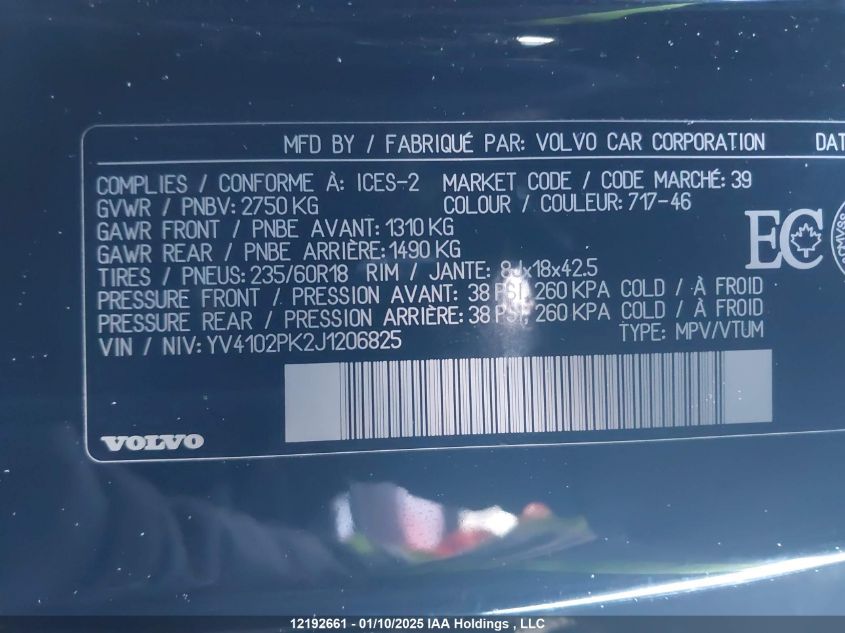 MFD BY / FABRIQUÉ PAR: VOLVO CAR CORPORATION
COMPLIES / CONFORME À: ICES-2 MARKET CODE / CODE MARCHÉ: 39
GVWR / PNBV: 2750 KG COLOUR / COULEUR: 717-46
GAWR FRONT / PNBE AVANT: 1310 KG
GAWR REAR / PNBE ARRIÈRE: 1490 KG
TIRES / PNEUS: 235/60R18 RIM / JANTE: 8Jx18x42.5
PRESSURE FRONT / PRESSION AVANT: 38 PSI, 260 KPA COLD / À FROID
PRESSURE REAR / PRESSION ARRIÈRE: 38 PSI, 260 KPA COLD / À FROID
VIN / NIV: YV4102PK2J1206825 TYPE: MPV/VTUM
EC
VOLVO
12192661 - 01/10/2025 IAA Holdings , LLC